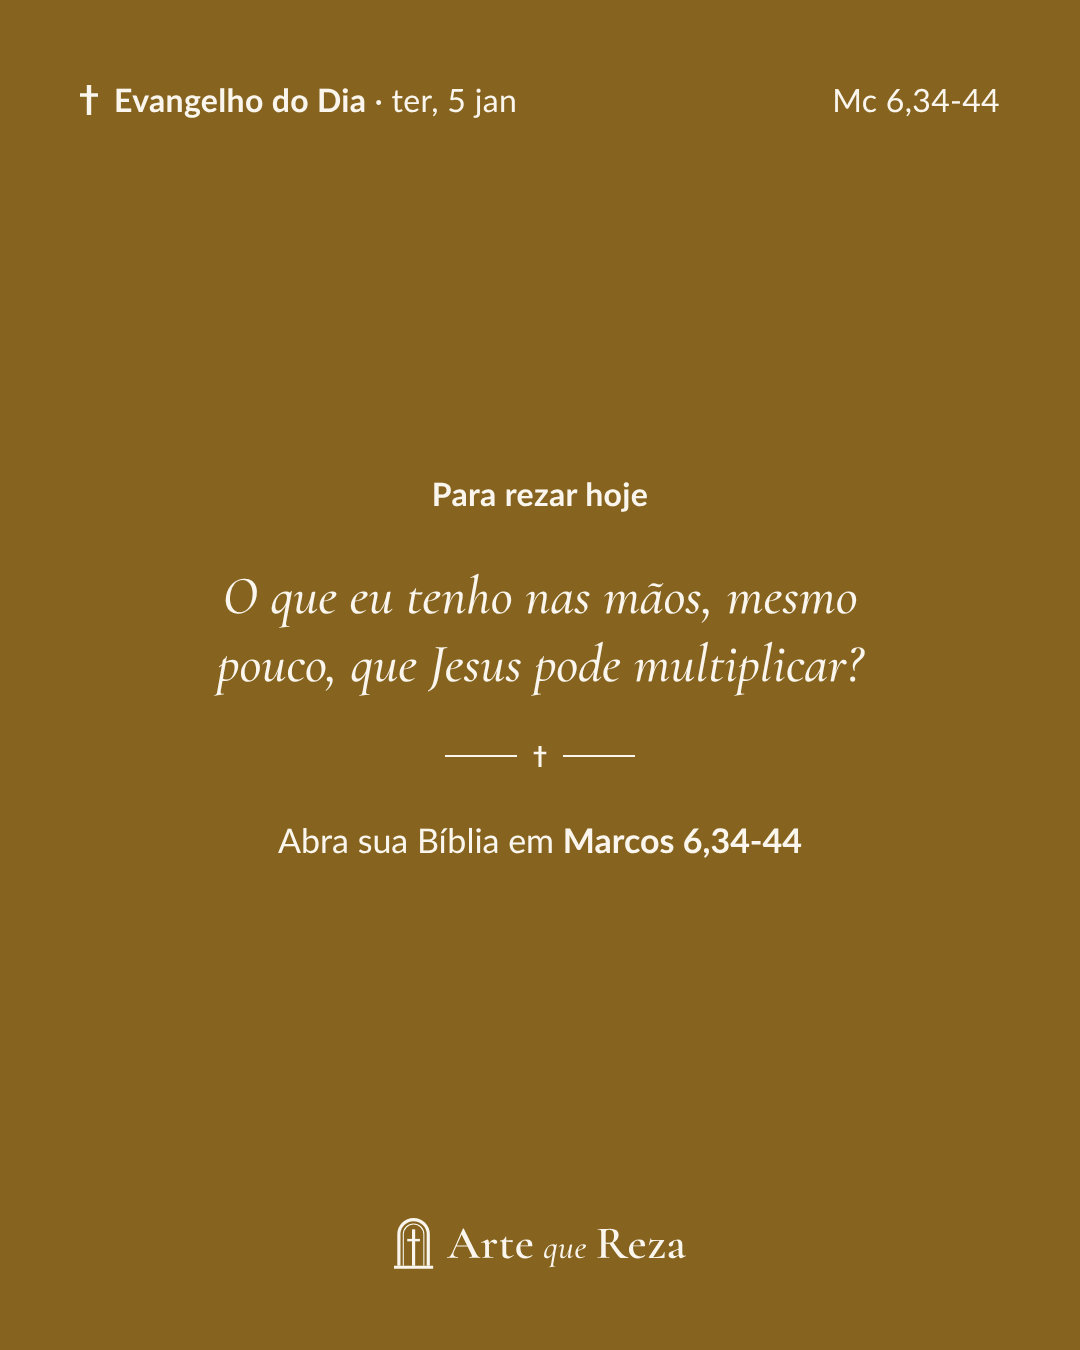 † Evangelho do Dia · ter, 5 jan
Mc 6,34-44
Para rezar hoje
O que eu tenho nas mãos, mesmo
pouco, que Jesus pode multiplicar?
†
Abra sua Bíblia em Marcos 6,34-44
Arte que Reza